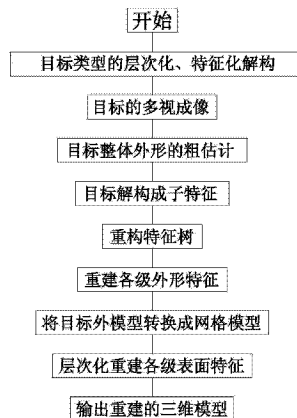 开始
目标类型的层次化、特征化解构
目标的多视成像
目标整体外形的粗估计
目标解构成子特征
重构特征树
重建各级外形特征
将目标外模型转换成网格模型
层次化重建各级表面特征
输出重建的三维模型